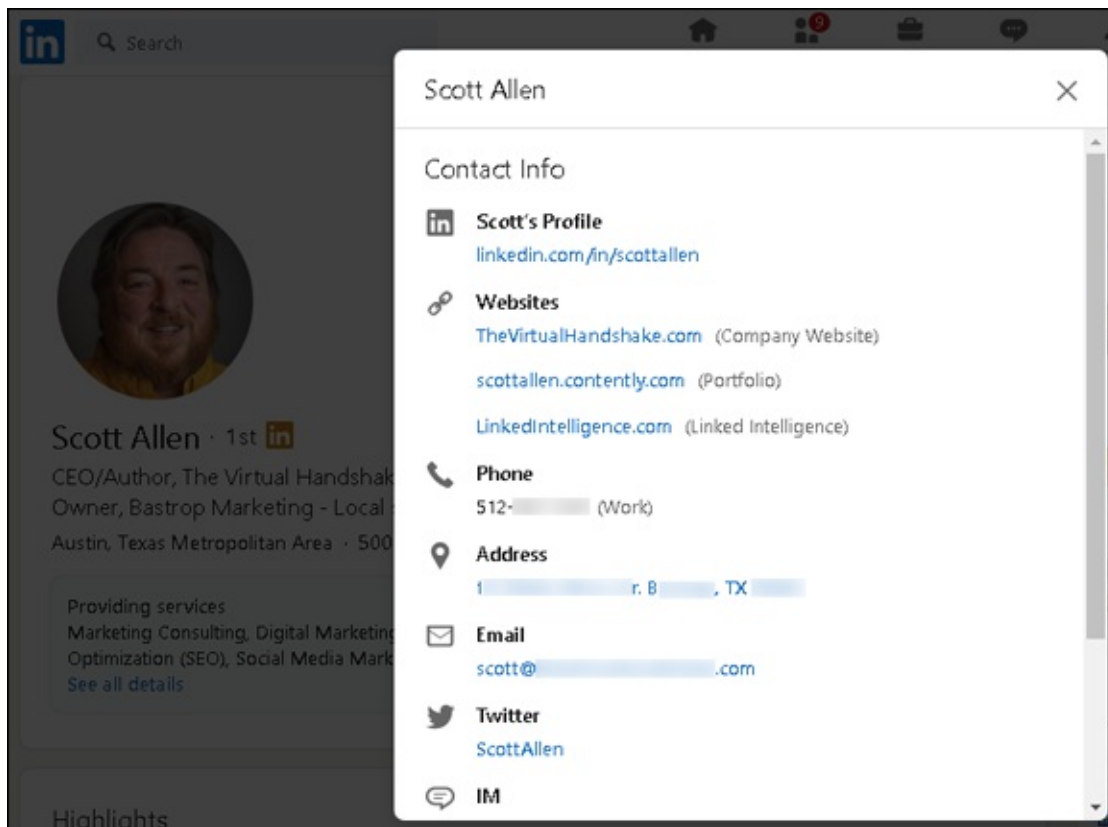 in Search 9
Scott Allen
Contact Info
in Scott's Profile
linkedin.com/in/scottallen
Websites
TheVirtualHandshake.com (Company Website)
scottallen.contently.com (Portfolio)
LinkedIntelligence.com (Linked Intelligence)
Phone
512- (Work)
Address
r. B , TX
Email
scott@ .com
Twitter
ScottAllen
IM
Scott Allen · 1st in
CEO/Author, The Virtual Handshak
Owner, Bastrop Marketing - Local
Austin, Texas Metropolitan Area · 500
Providing services
Marketing Consulting, Digital Marketing
Optimization (SEO), Social Media Mark
See all details
Highlights